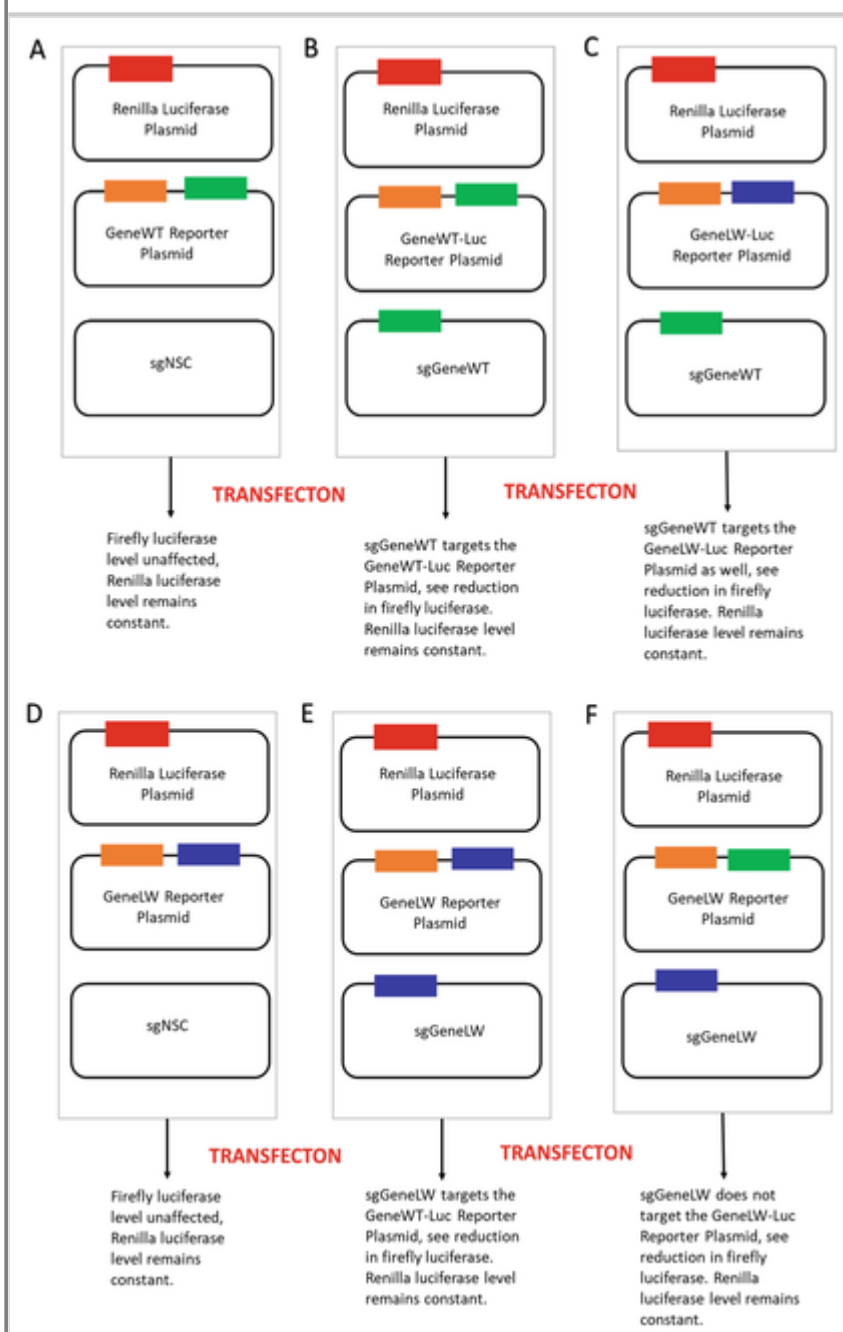 A
B
C
Renilla Luciferase
Plasmid
Renilla Luciferase
Plasmid
Renilla Luciferase
Plasmid
GeneWT Reporter
Plasmid
GeneWT-Luc
Reporter Plasmid
GeneLW-Luc
Reporter Plasmid
sgNSC
sgGeneWT
sgGeneWT
TRANSFECTON
TRANSFECTON
Firefly luciferase
level unaffected,
Renilla luciferase
level remains
constant.
sgGeneWT targets the
GeneWT-Luc Reporter
Plasmid, see reduction
in firefly luciferase.
Renilla luciferase level
remains constant.
sgGeneWT targets the
GeneLW-Luc Reporter
Plasmid as well, see
reduction in firefly
luciferase. Renilla
luciferase level remains
constant.
D
E
F
Renilla Luciferase
Plasmid
Renilla Luciferase
Plasmid
Renilla Luciferase
Plasmid
GeneLW Reporter
Plasmid
GeneLW Reporter
Plasmid
GeneLW Reporter
Plasmid
sgNSC
sgGeneLW
sgGeneLW
TRANSFECTON
TRANSFECTON
Firefly luciferase
level unaffected,
Renilla luciferase
level remains
constant.
sgGeneLW targets the
GeneWT-Luc Reporter
Plasmid, see reduction
in firefly luciferase.
Renilla luciferase level
remains constant.
sgGeneLW does not
target the GeneLW-Luc
Reporter Plasmid, see
reduction in firefly
luciferase. Renilla
luciferase level remains
constant.